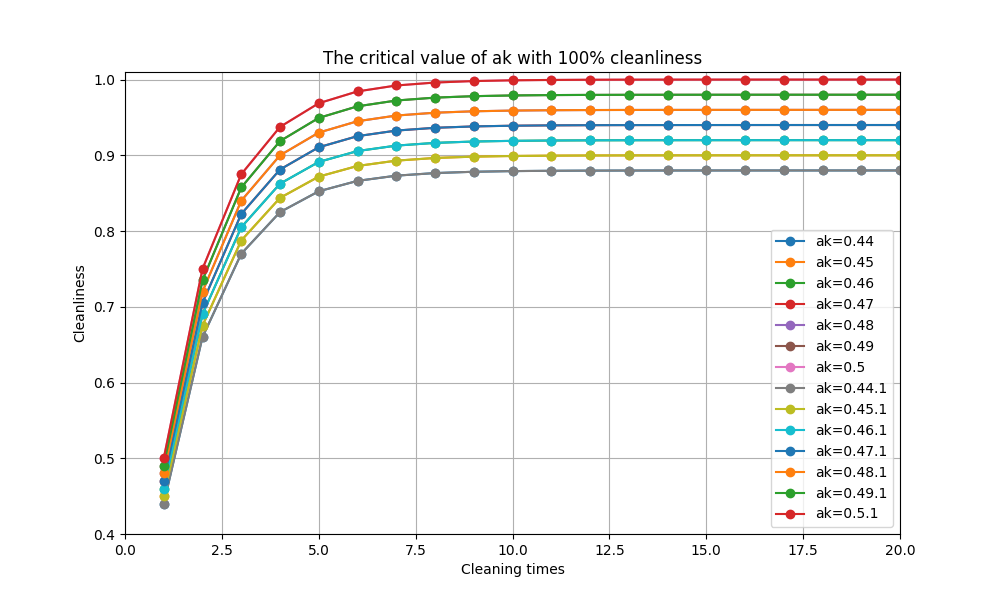 The critical value of ak with 100% cleanliness
Cleanliness
1.0
0.9
0.8
0.7
0.6
0.5
0.4
ak=0.44
ak=0.45
ak=0.46
ak=0.47
ak=0.48
ak=0.49
ak=0.5
ak=0.44.1
ak=0.45.1
ak=0.46.1
ak=0.47.1
ak=0.48.1
ak=0.49.1
ak=0.5.1
0.0 2.5 5.0 7.5 10.0 12.5 15.0 17.5 20.0
Cleaning times